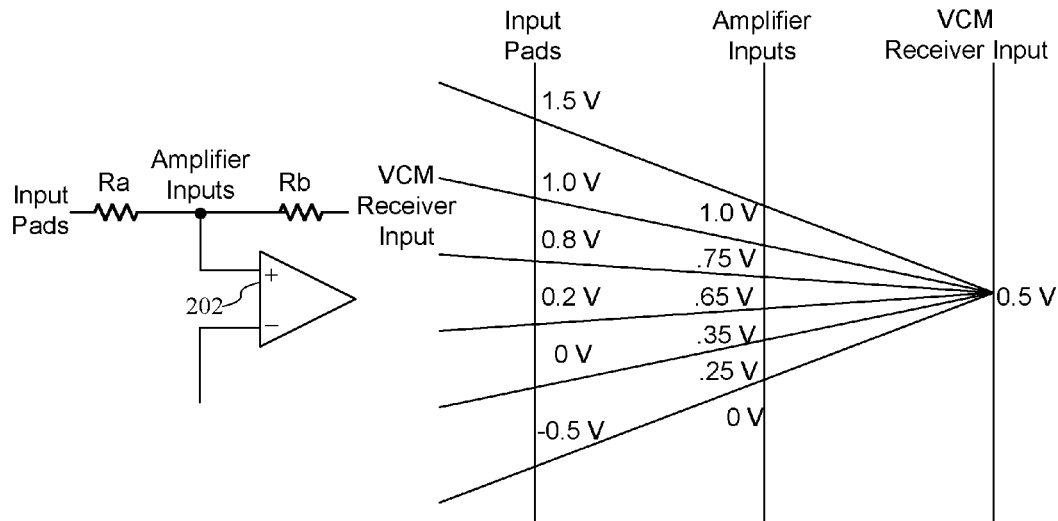 Input
Pads
Ra
Amplifier
Inputs
Rb
VCM
Receiver
Input
202
+
−
Input
Pads
Amplifier
Inputs
VCM
Receiver Input
1.5 V
1.0 V
0.8 V
0.2 V
0 V
-0.5 V
1.0 V
.75 V
.65 V
.35 V
.25 V
0 V
0.5 V